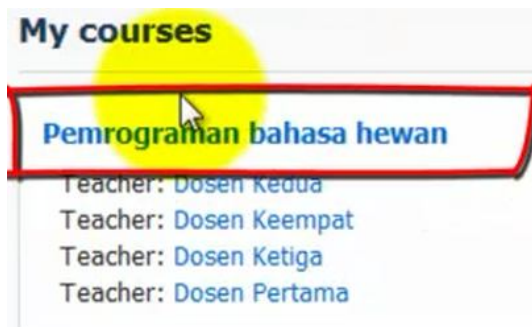 My courses
Pemrograman bahasa hewan
Teacher: Dosen Kedua
Teacher: Dosen Keempat
Teacher: Dosen Ketiga
Teacher: Dosen Pertama